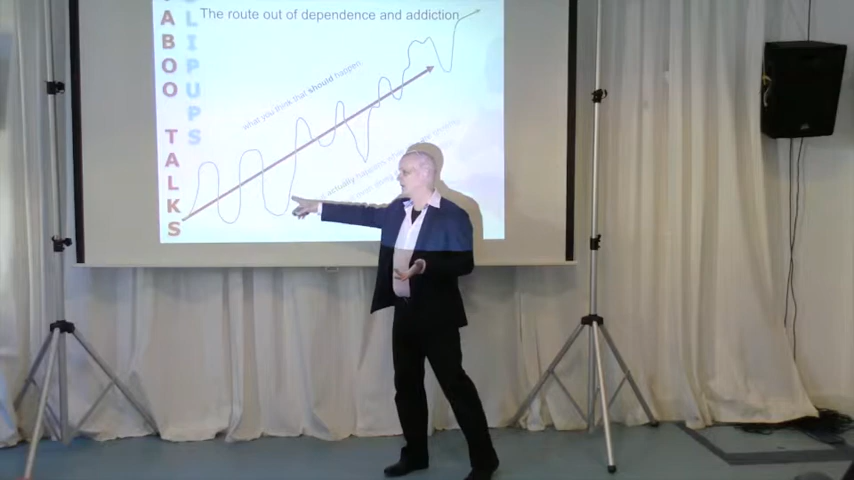 The route out of dependence and addiction
TABOO TALKS
SLIPUPS
what you think that should happen
actually happens